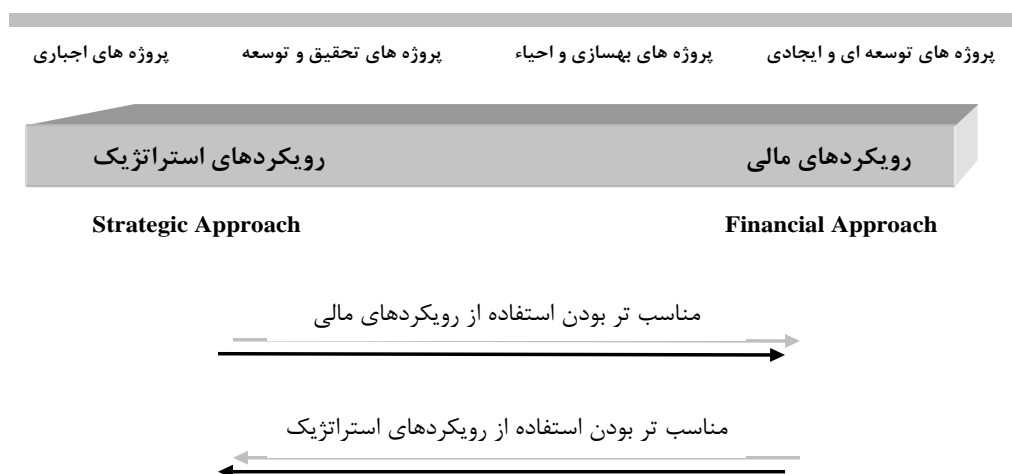 پروژه های توسعه ای و ایجادی پروژه های بهسازی و احیاء پروژه های تحقیق و توسعه پروژه های اجباری
رویکردهای مالی رویکردهای استراتژیک
Strategic Approach Financial Approach
مناسب تر بودن استفاده از رویکردهای مالی
مناسب تر بودن استفاده از رویکردهای استراتژیک